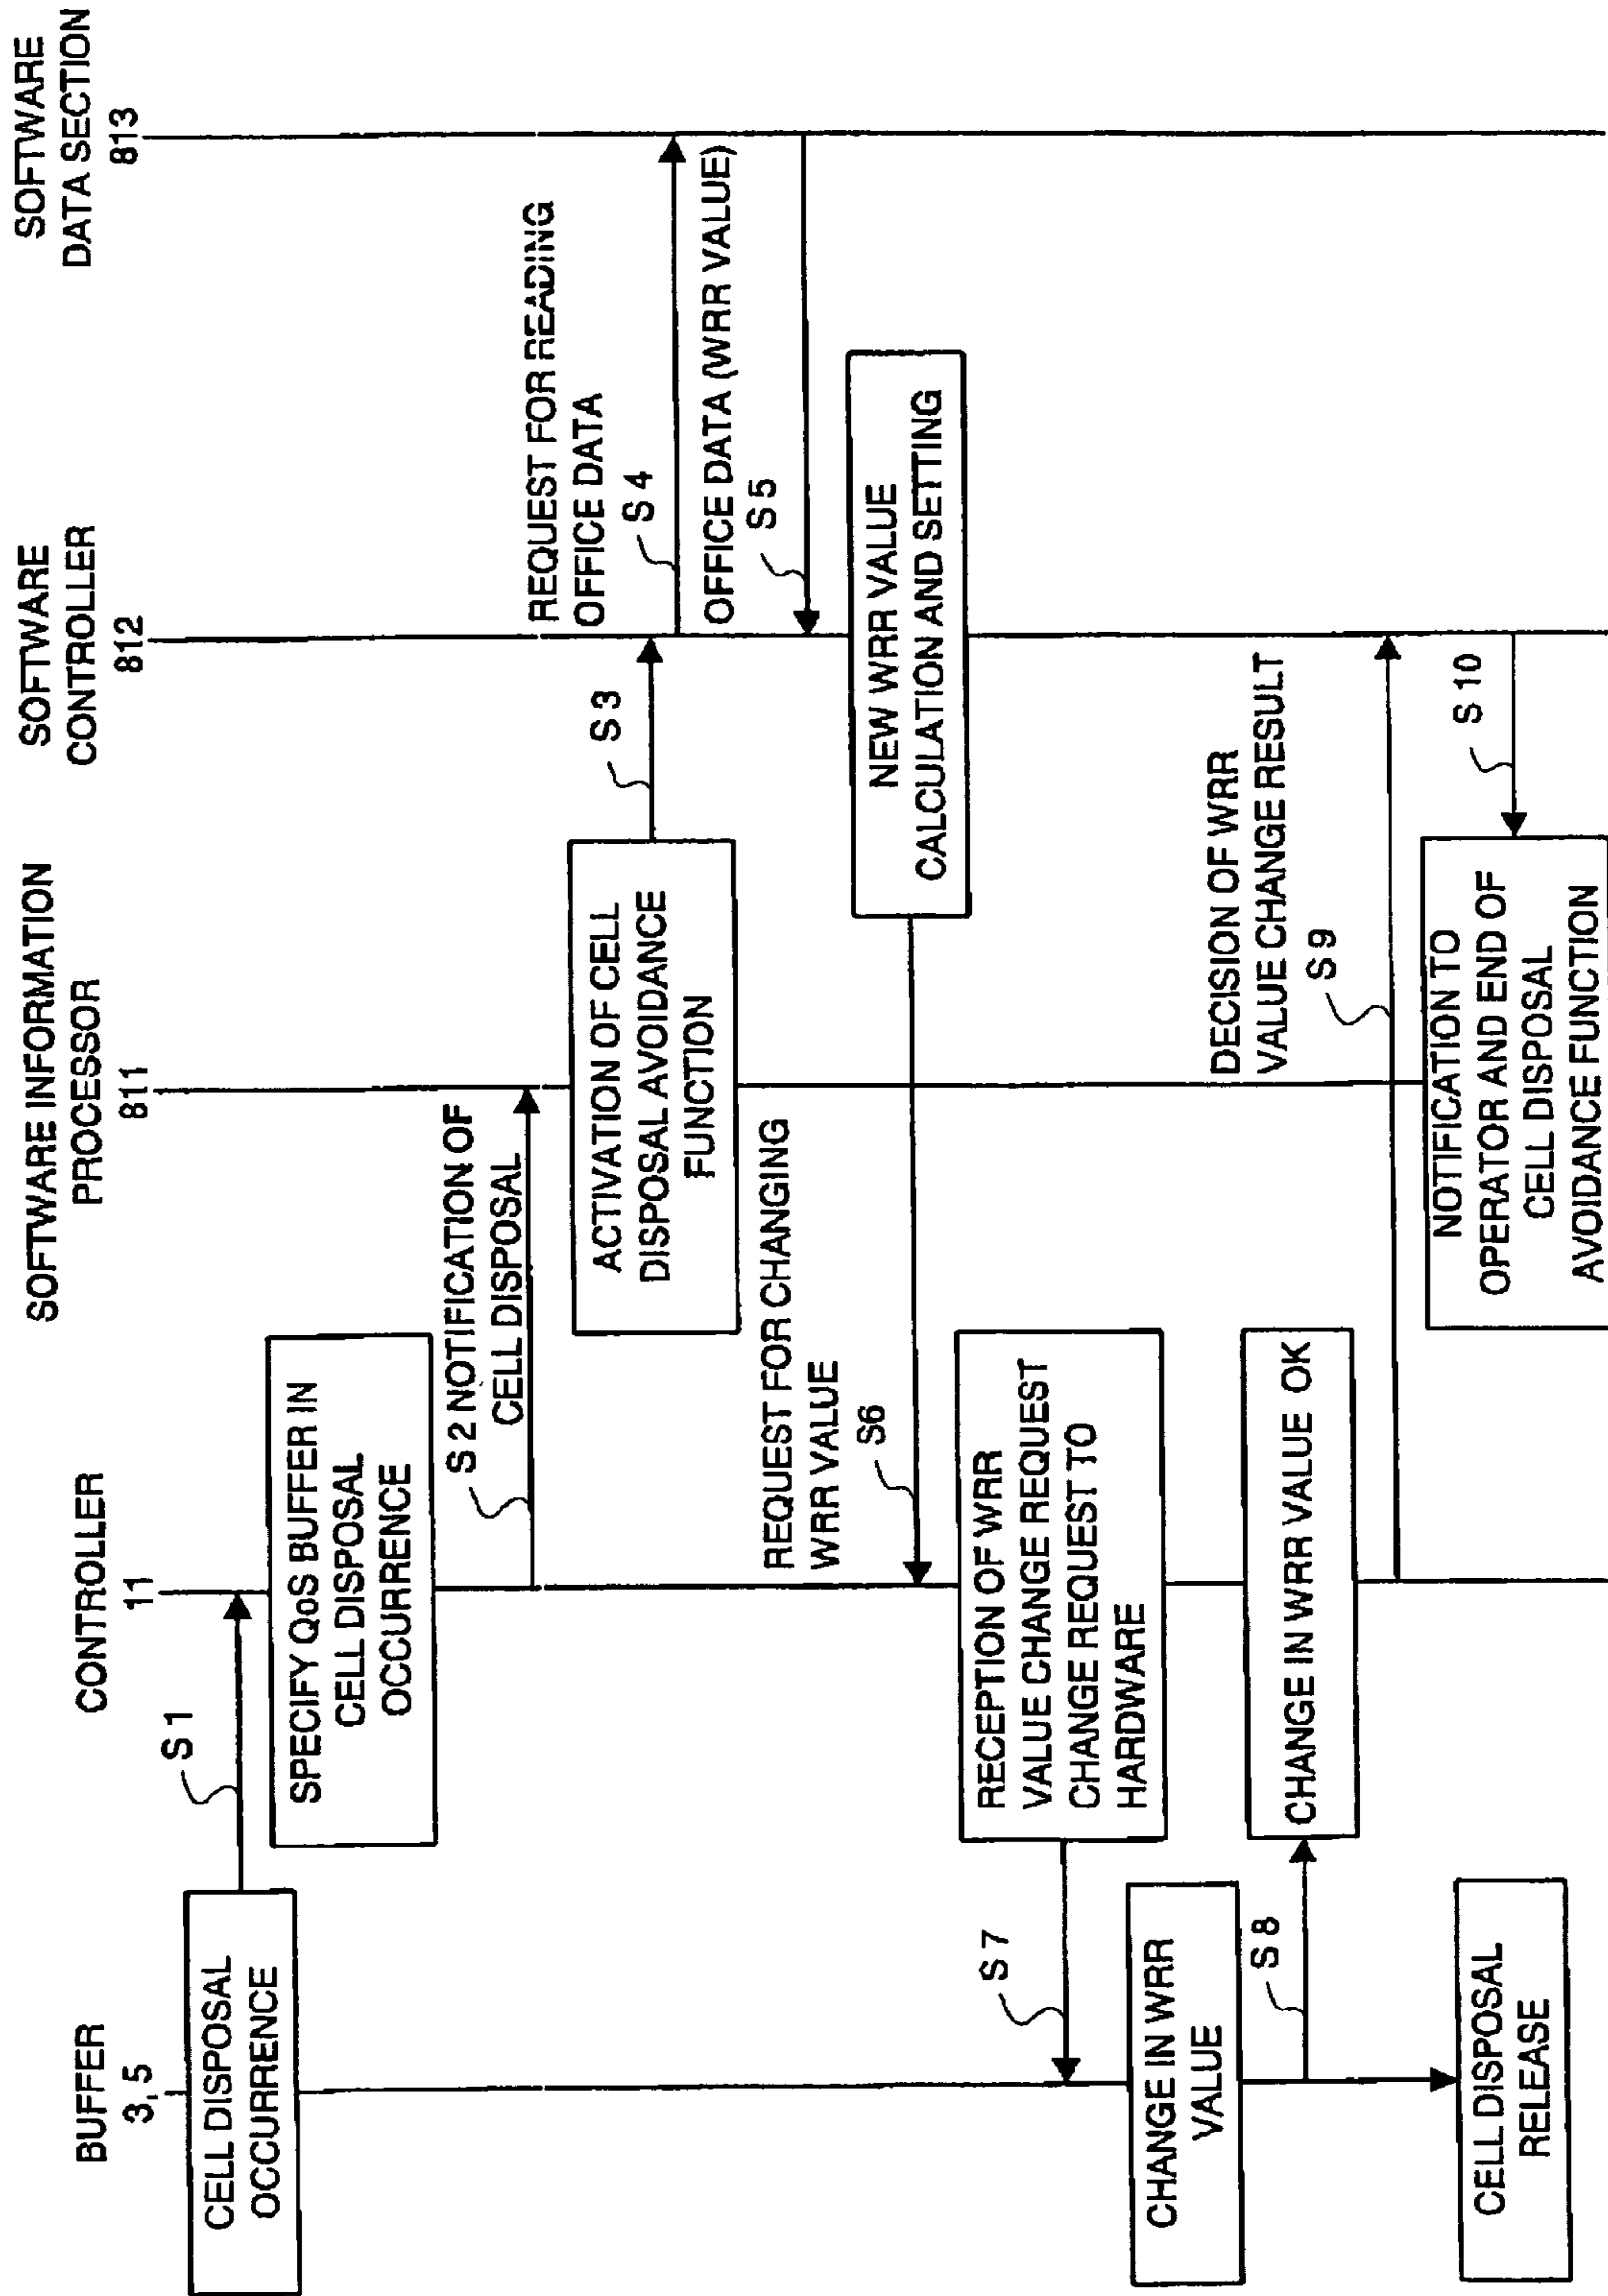 BUFFER
3, 5
CONTROLLER
11
SOFTWARE INFORMATION
PROCESSOR
811
SOFTWARE
CONTROLLER
812
SOFTWARE
DATA SECTION
813
CELL DISPOSAL
OCCURRENCE
S 1
SPECIFY QoS BUFFER IN
CELL DISPOSAL
OCCURRENCE
S 2 NOTIFICATION OF
CELL DISPOSAL
ACTIVATION OF CELL
DISPOSAL AVOIDANCE
FUNCTION
S 3
REQUEST FOR READING
OFFICE DATA
S 4
OFFICE DATA (WRR VALUE)
S 5
NEW WRR VALUE
CALCULATION AND SETTING
REQUEST FOR CHANGING
WRR VALUE
S6
RECEPTION OF WRR
VALUE CHANGE REQUEST
CHANGE REQUEST TO
HARDWARE
S 7
CHANGE IN WRR
VALUE
S 8
CHANGE IN WRR VALUE OK
DECISION OF WRR
VALUE CHANGE RESULT
S 9
S 10
NOTIFICATION TO
OPERATOR AND END OF
CELL DISPOSAL
AVOIDANCE FUNCTION
CELL DISPOSAL
RELEASE